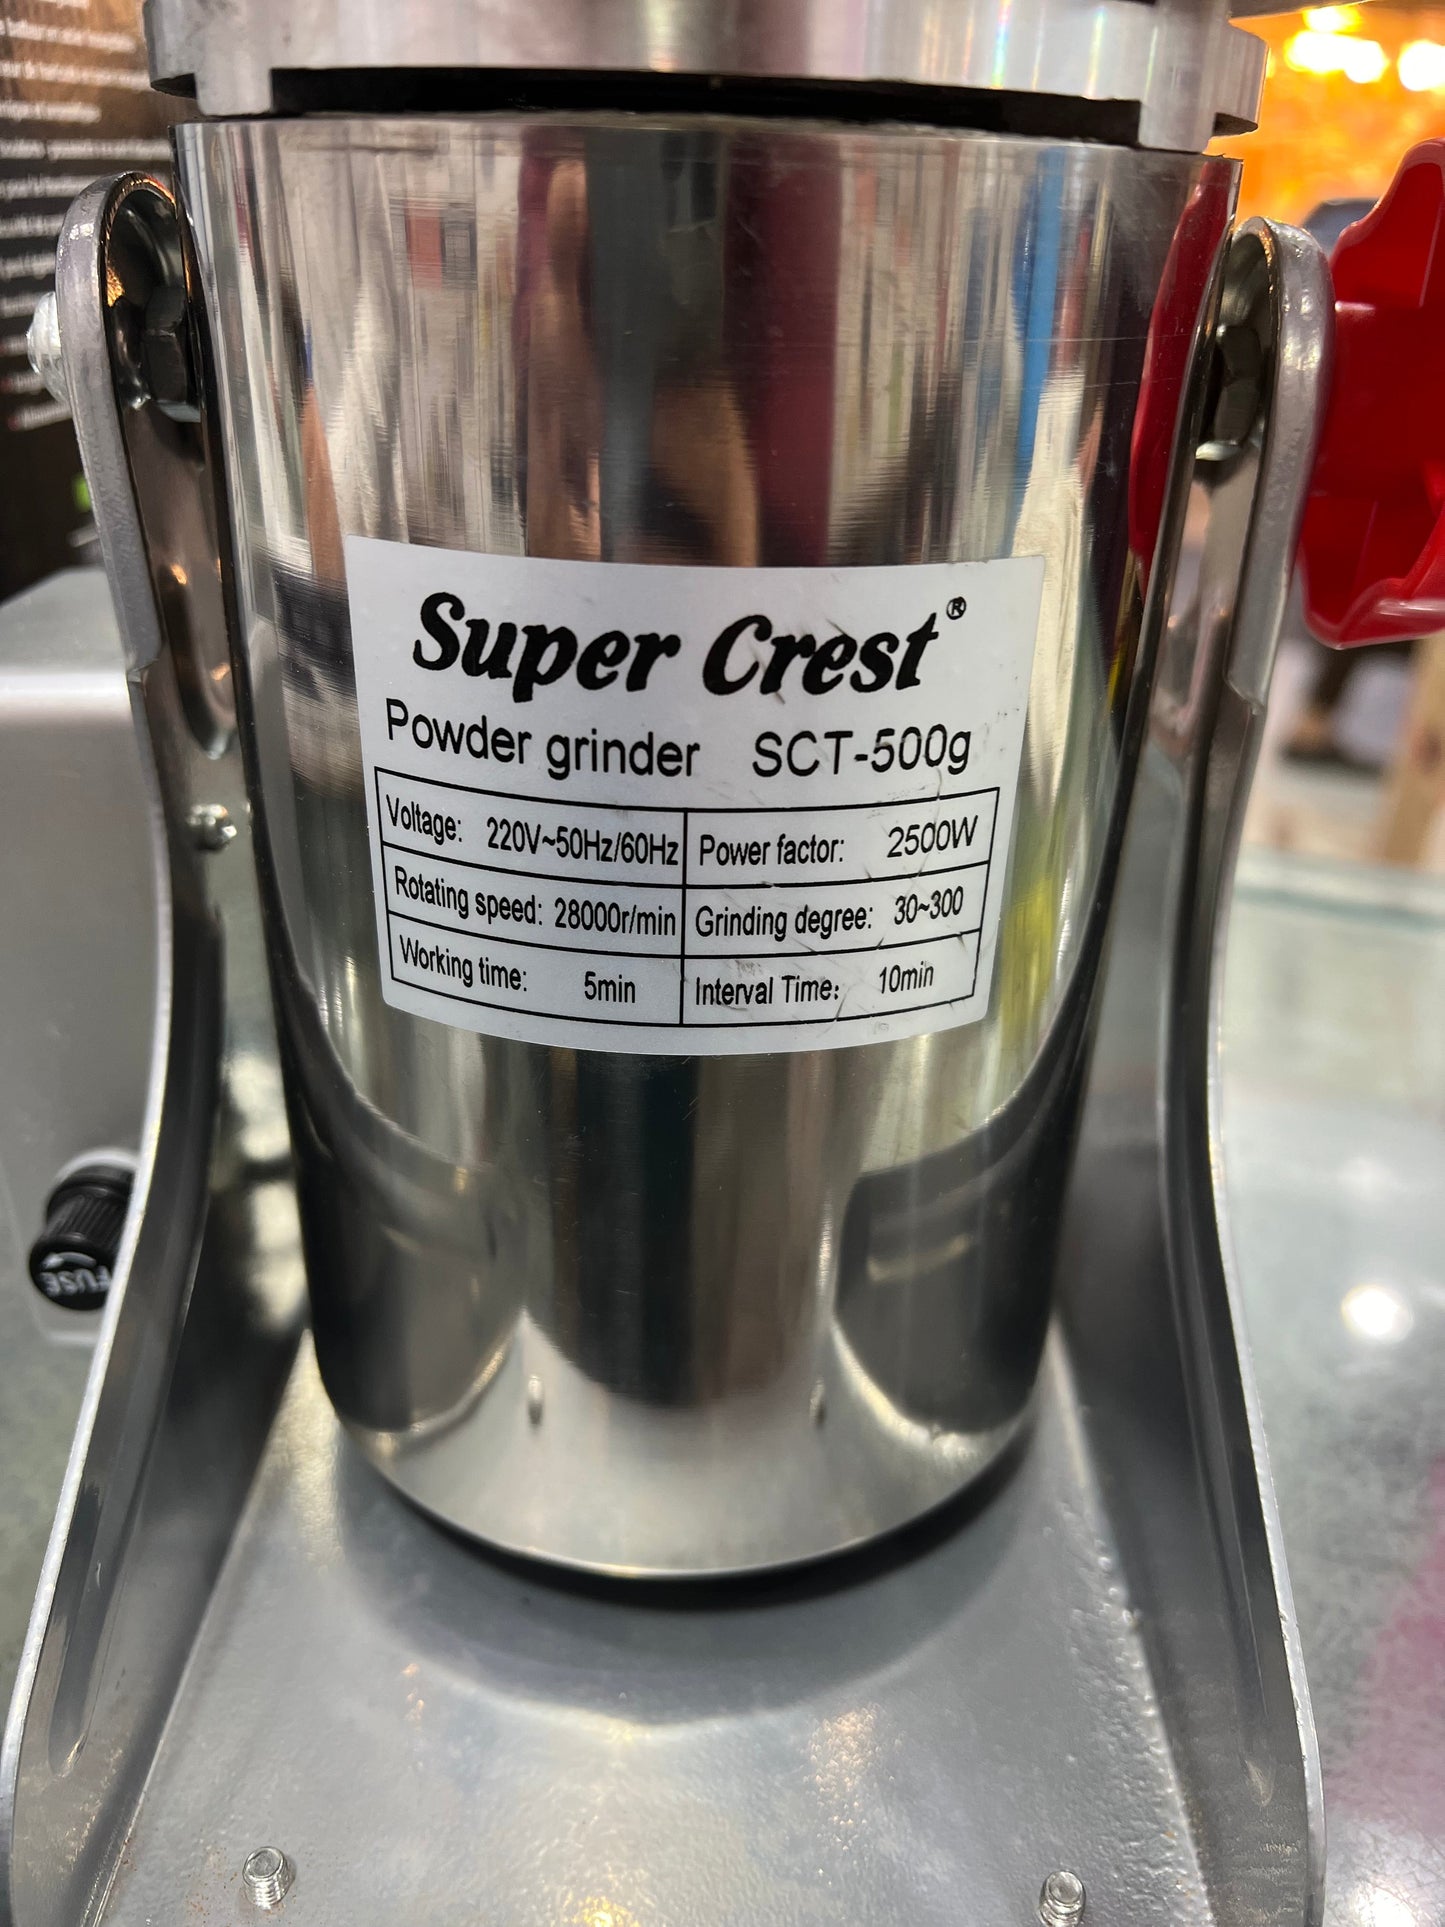 Super Crest®
Powder grinder SCT-500g
Voltage: 220V~50Hz/60Hz Power factor: 2500W
Rotating speed: 28000r/min Grinding degree: 30~300
Working time: 5min Interval Time: 10min
FUSE